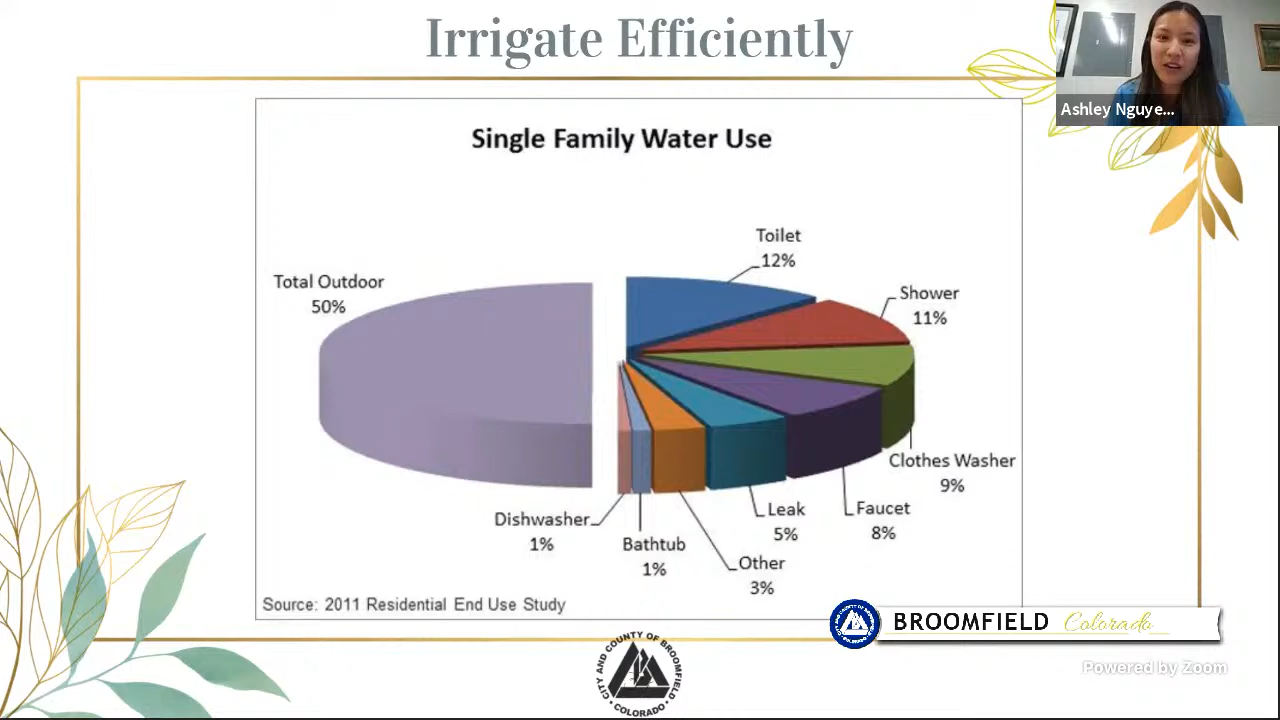 Irrigate Efficiently
Ashley Nguye...
Single Family Water Use
Toilet
12%
Total Outdoor
50%
Shower
11%
Clothes Washer
9%
Faucet
8%
Leak
5%
Dishwasher
1%
Bathtub
1%
Other
3%
Source: 2011 Residential End Use Study
BROOMFIELD Colorado
Powered by Zoom
CITY AND COUNTY OF BROOMFIELD
COLORADO